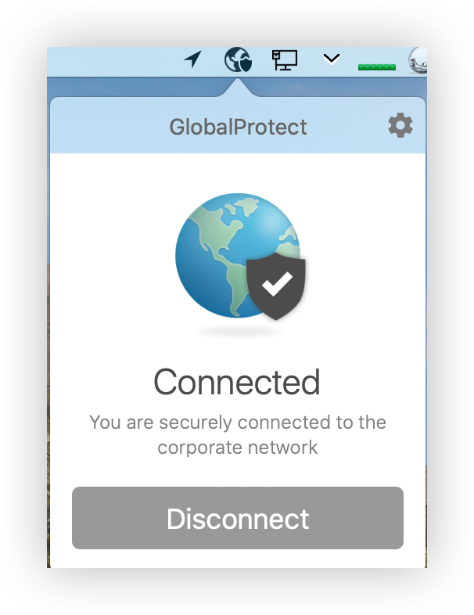 GlobalProtect
Connected
You are securely connected to the
corporate network
Disconnect